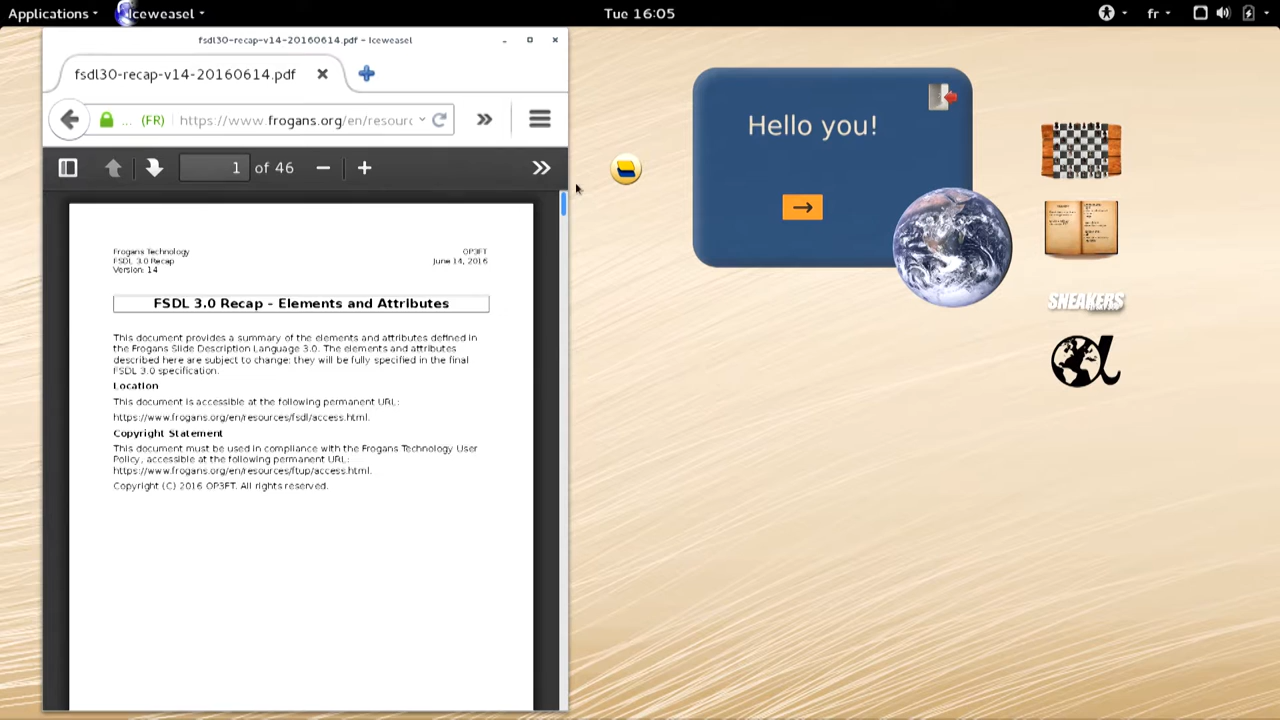 Applications
Iceweasel
Tue 16:05
fr
fsdl30-recap-v14-20160614.pdf - Iceweasel
fsdl30-recap-v14-20160614.pdf
... (FR) https://www.frogans.org/en/resourc
1 of 46
Frogans Technology
FSDL 3.0 Recap
Version: 14
OP3FT
June 14, 2016
FSDL 3.0 Recap - Elements and Attributes
This document provides a summary of the elements and attributes defined in
the Frogans Slide Description Language 3.0. The elements and attributes
described here are subject to change: they will be fully specified in the final
FSDL 3.0 specification.
Location
This document is accessible at the following permanent URL:
https://www.frogans.org/en/resources/fsdl/access.html.
Copyright Statement
This document must be used in compliance with the Frogans Technology User
Policy, accessible at the following permanent URL:
https://www.frogans.org/en/resources/ftup/access.html.
Copyright (C) 2016 OP3FT. All rights reserved.
Hello you!
→
SNEAKERS